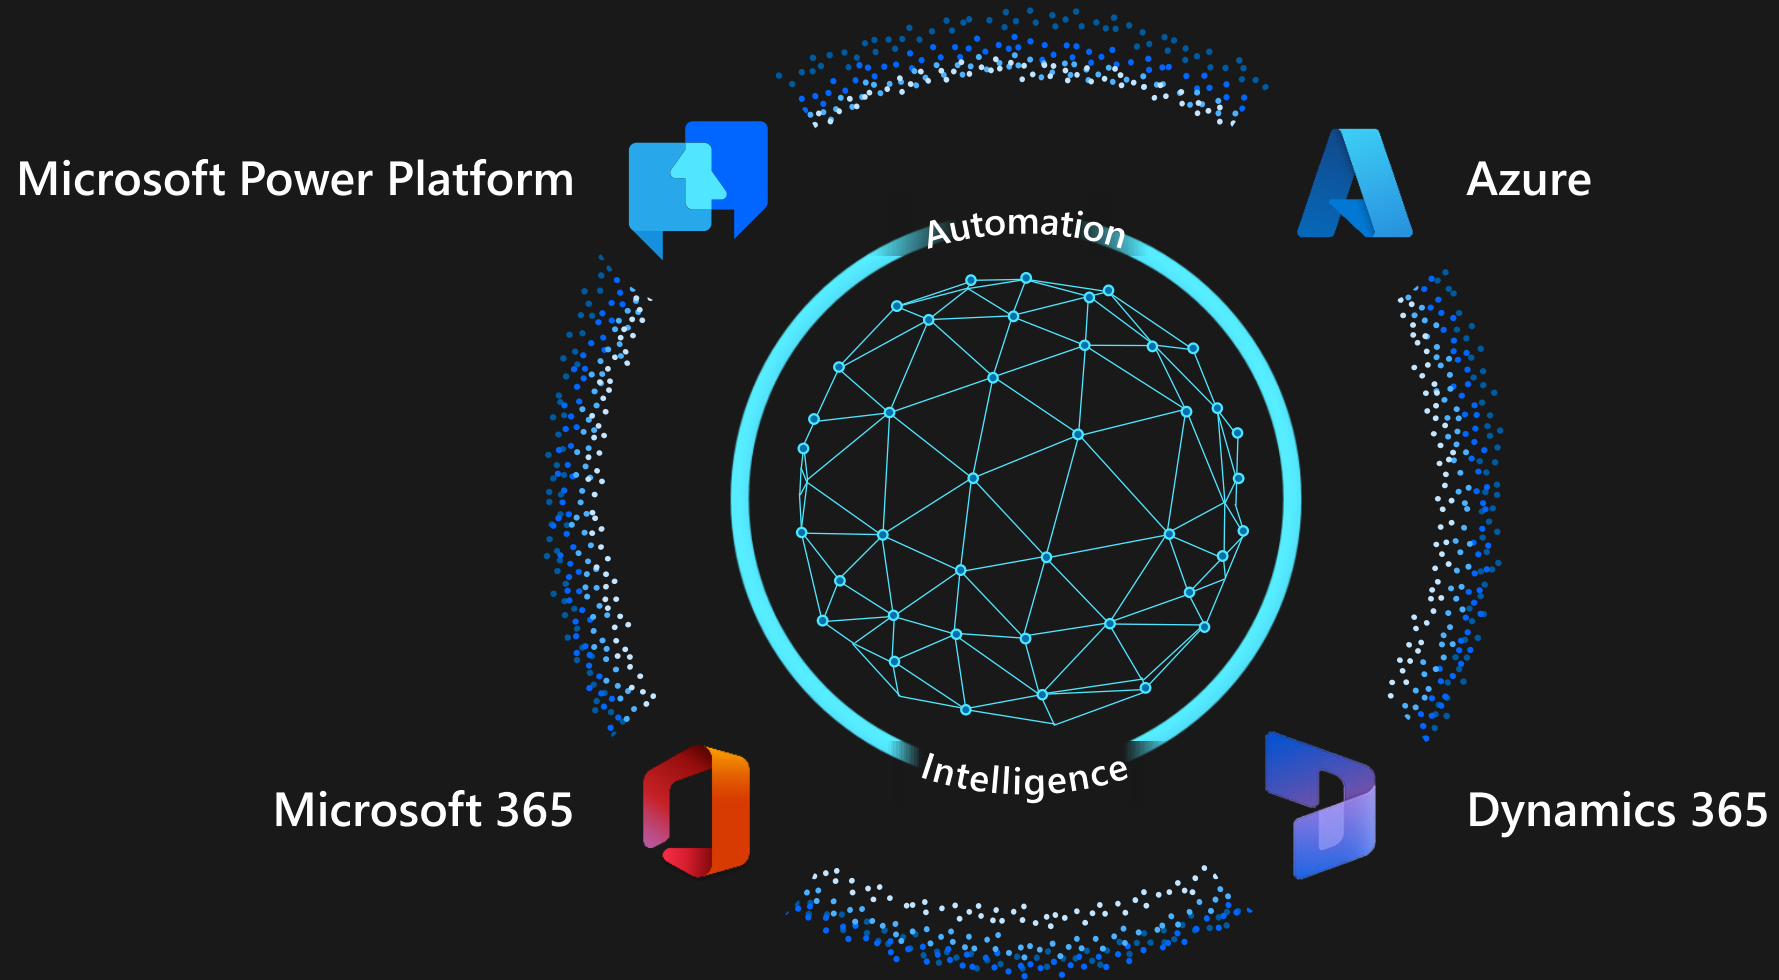 Microsoft Power Platform
Azure
Automation
Intelligence
Microsoft 365
Dynamics 365